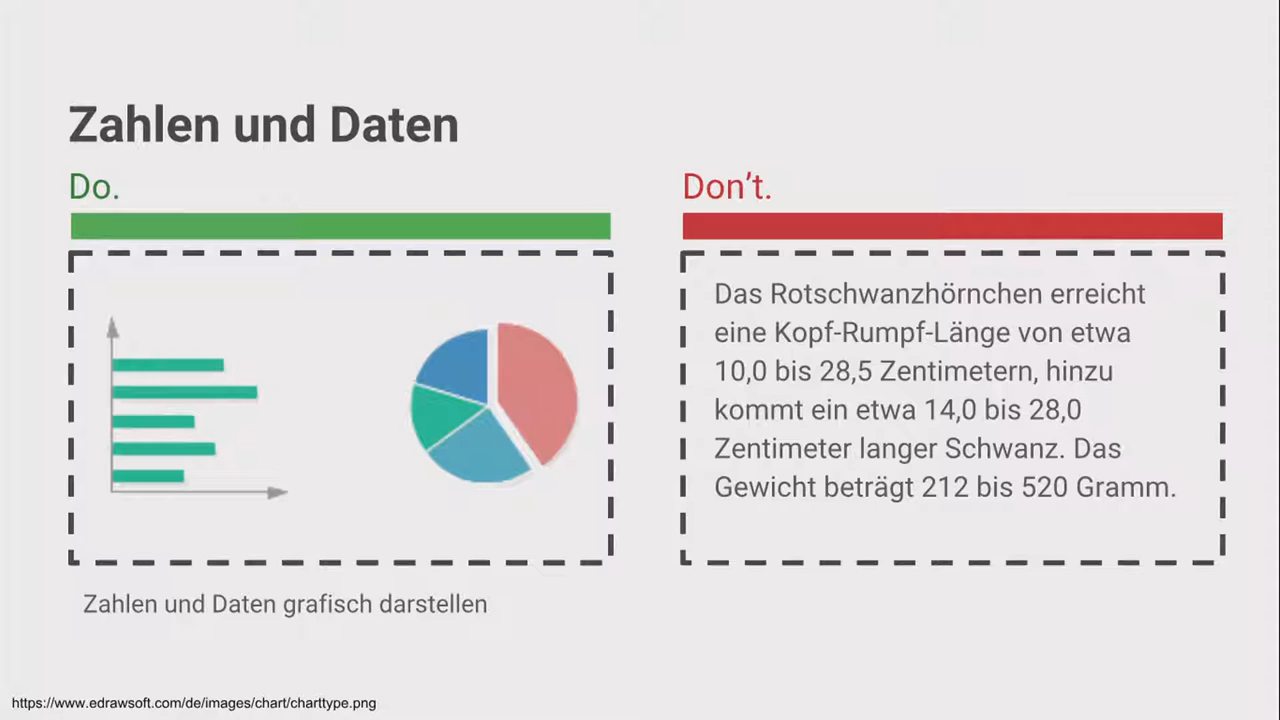 Zahlen und Daten
Do.
Don’t.
Das Rotschwanzhörnchen erreicht
eine Kopf-Rumpf-Länge von etwa
10,0 bis 28,5 Zentimetern, hinzu
kommt ein etwa 14,0 bis 28,0
Zentimeter langer Schwanz. Das
Gewicht beträgt 212 bis 520 Gramm.
Zahlen und Daten grafisch darstellen
https://www.edrawsoft.com/de/images/chart/charttype.png